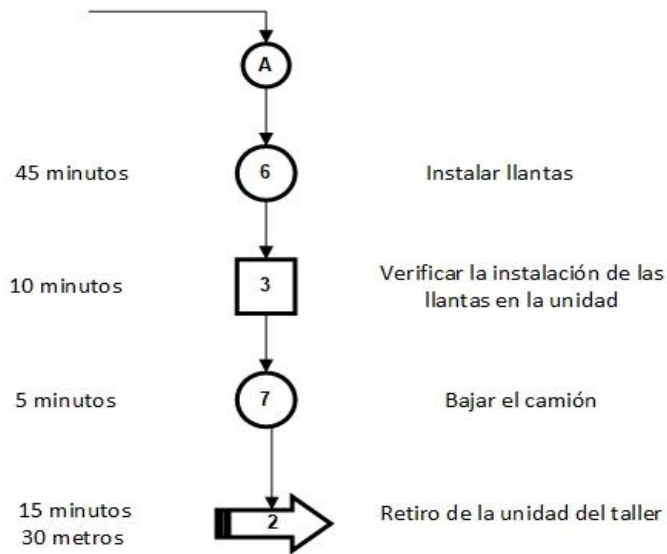 A
45 minutos
6
Instalar llantas
10 minutos
3
Verificar la instalación de las
llantas en la unidad
5 minutos
7
Bajar el camión
15 minutos
30 metros
2
Retiro de la unidad del taller